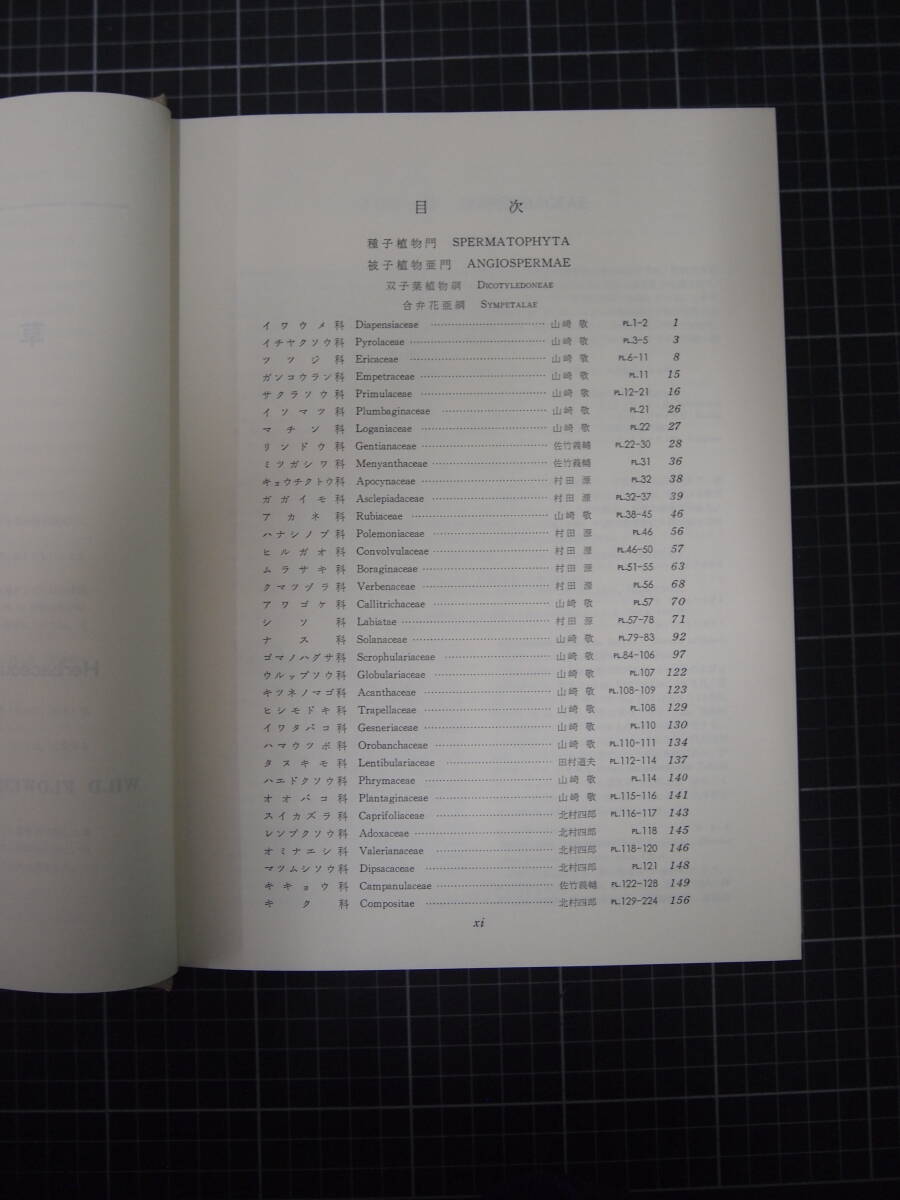 草
Herbaceous
WILD FLOWER
目 次
種子植物門 SPERMATOPHYTA
被子植物亜門 ANGIOSPERMAE
双子葉植物綱 DICOTYLEDONEAE
合弁花亜綱 SYMPETALAE
イワウメ科 Diapensiaceae 山崎 敬 PL.1-2 1
イチヤクソウ科 Pyrolaceae 山崎 敬 PL.3-5 3
ツツジ科 Ericaceae 山崎 敬 PL.6-11 8
ガンコウラン科 Empetraceae 山崎 敬 PL.11 15
サクラソウ科 Primulaceae 山崎 敬 PL.12-21 16
イソマツ科 Plumbaginaceae 山崎 敬 PL.21 26
マチン科 Loganiaceae 山崎 敬 PL.22 27
リンドウ科 Gentianaceae 佐竹義輔 PL.22-30 28
ミツガシワ科 Menyanthaceae 佐竹義輔 PL.31 36
キョウチクトウ科 Apocynaceae 村田 源 PL.32 38
ガガイモ科 Asclepiadaceae 村田 源 PL.32-37 39
アカネ科 Rubiaceae 山崎 敬 PL.38-45 46
ハナシノブ科 Polemoniaceae 村田 源 PL.46 56
ヒルガオ科 Convolvulaceae 村田 源 PL.46-50 57
ムラサキ科 Boraginaceae 村田 源 PL.51-55 63
クマツヅラ科 Verbenaceae 村田 源 PL.56 68
アワゴケ科 Callitrichaceae 山崎 敬 PL.57 70
シソ科 Labiatae 村田 源 PL.57-78 71
ナス科 Solanaceae 山崎 敬 PL.79-83 92
ゴマノハグサ科 Scrophulariaceae 山崎 敬 PL.84-106 97
ウルップソウ科 Globulariaceae 山崎 敬 PL.107 122
キツネノマゴ科 Acanthaceae 山崎 敬 PL.108-109 123
ヒシモドキ科 Trapellaceae 山崎 敬 PL.108 129
イワタバコ科 Gesneriaceae 山崎 敬 PL.110 130
ハマウツボ科 Orobanchaceae 山崎 敬 PL.110-111 134
タヌキモ科 Lentibulariaceae 田村道夫 PL.112-114 137
ハエドクソウ科 Phrymaceae 山崎 敬 PL.114 140
オオバコ科 Plantaginaceae 山崎 敬 PL.115-116 141
スイカズラ科 Caprifoliaceae 北村四郎 PL.116-117 143
レンプクソウ科 Adoxaceae 北村四郎 PL.118 145
オミナエシ科 Valerianaceae 北村四郎 PL.118-120 146
マツムシソウ科 Dipsacaceae 北村四郎 PL.121 148
キキョウ科 Campanulaceae 佐竹義輔 PL.122-128 149
キク科 Compositae 北村四郎 PL.129-224 156
xi